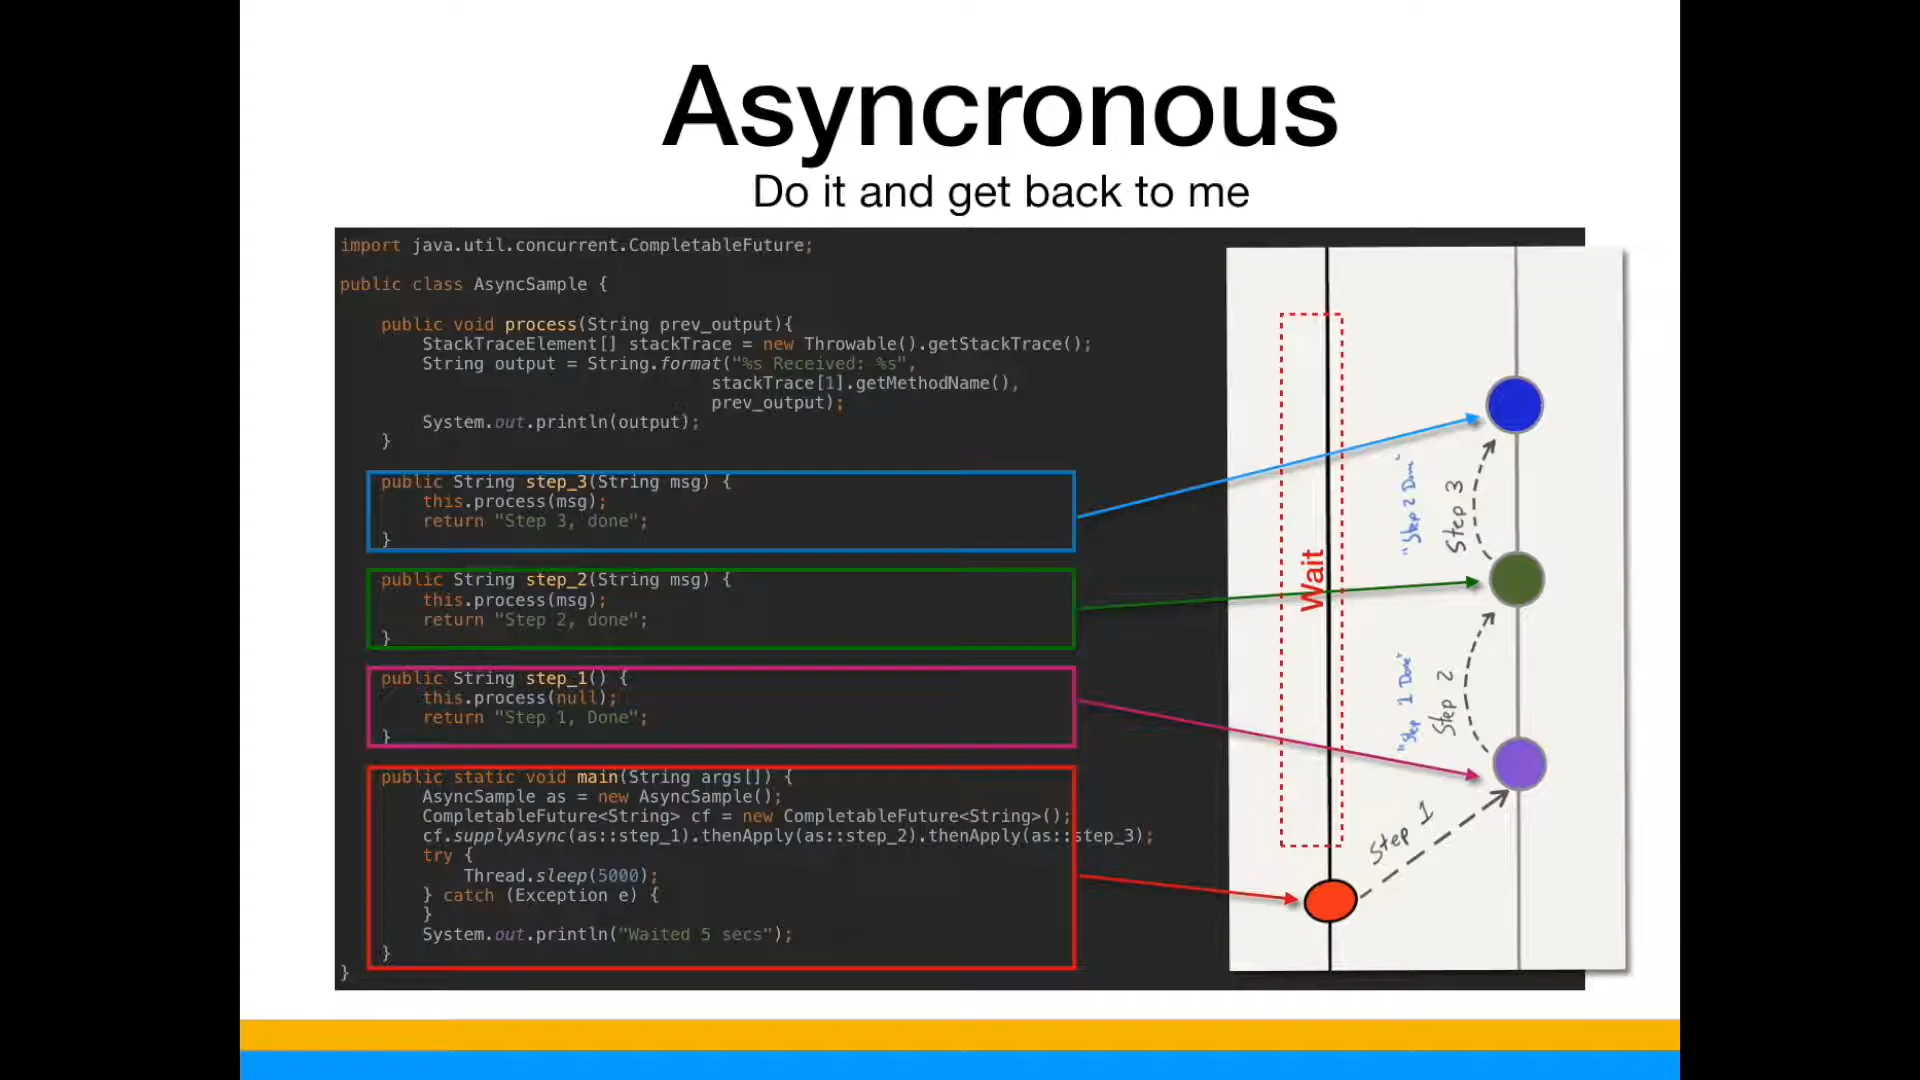 Asyncronous
Do it and get back to me
import java.util.concurrent.CompletableFuture;
public class AsyncSample {
public void process(String prev_output){
StackTraceElement[] stackTrace = new Throwable().getStackTrace();
String output = String.format("%s Received: %s",
stackTrace[1].getMethodName(),
prev_output);
System.out.println(output);
}
public String step_3(String msg) {
this.process(msg);
return "Step 3, done";
}
public String step_2(String msg) {
this.process(msg);
return "Step 2, done";
}
public String step_1() {
this.process(null);
return "Step 1, Done";
}
public static void main(String args[]) {
AsyncSample as = new AsyncSample();
CompletableFuture<String> cf = new CompletableFuture<String>();
cf.supplyAsync(as::step_1).thenApply(as::step_2).thenApply(as::step_3);
try {
Thread.sleep(5000);
} catch (Exception e) {
}
System.out.println("Waited 5 secs");
}
}
Wait
"Step 2 Done"
Step 3
"Step 1 Done"
Step 2
Step 1